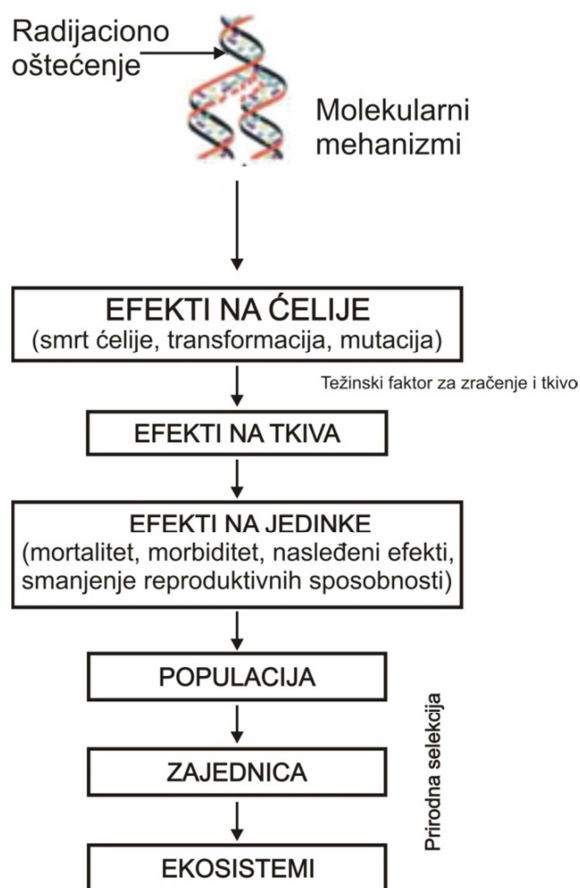 Radijaciono
oštećenje
Molekularni
mehanizmi
EFEKTI NA ĆELIJE
(smrt ćelije, transformacija, mutacija)
Težinski faktor za zračenje i tkivo
EFEKTI NA TKIVA
EFEKTI NA JEDINKE
(mortalitet, morbiditet, nasleđeni efekti,
smanjenje reproduktivnih sposobnosti)
POPULACIJA
ZAJEDNICA
Prirodna selekcija
EKOSISTEMI